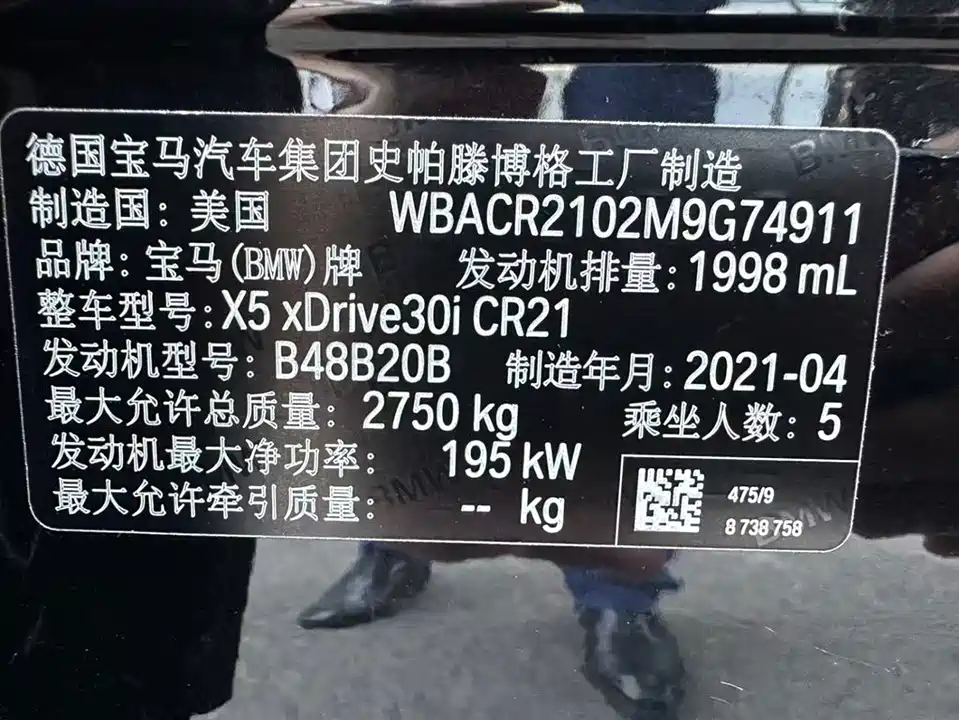 德国宝马汽车集团史帕滕博格工厂制造
制造国：美国 WBACR2102M9G74911
品牌：宝马(BMW)牌 发动机排量：1998 mL
整车型号：X5 xDrive30i CR21
发动机型号：B48B20B 制造年月：2021-04
最大允许总质量：2750 kg 乘坐人数：5
发动机最大净功率：195 kW
最大允许牵引质量：-- kg
475/9
8 738 758